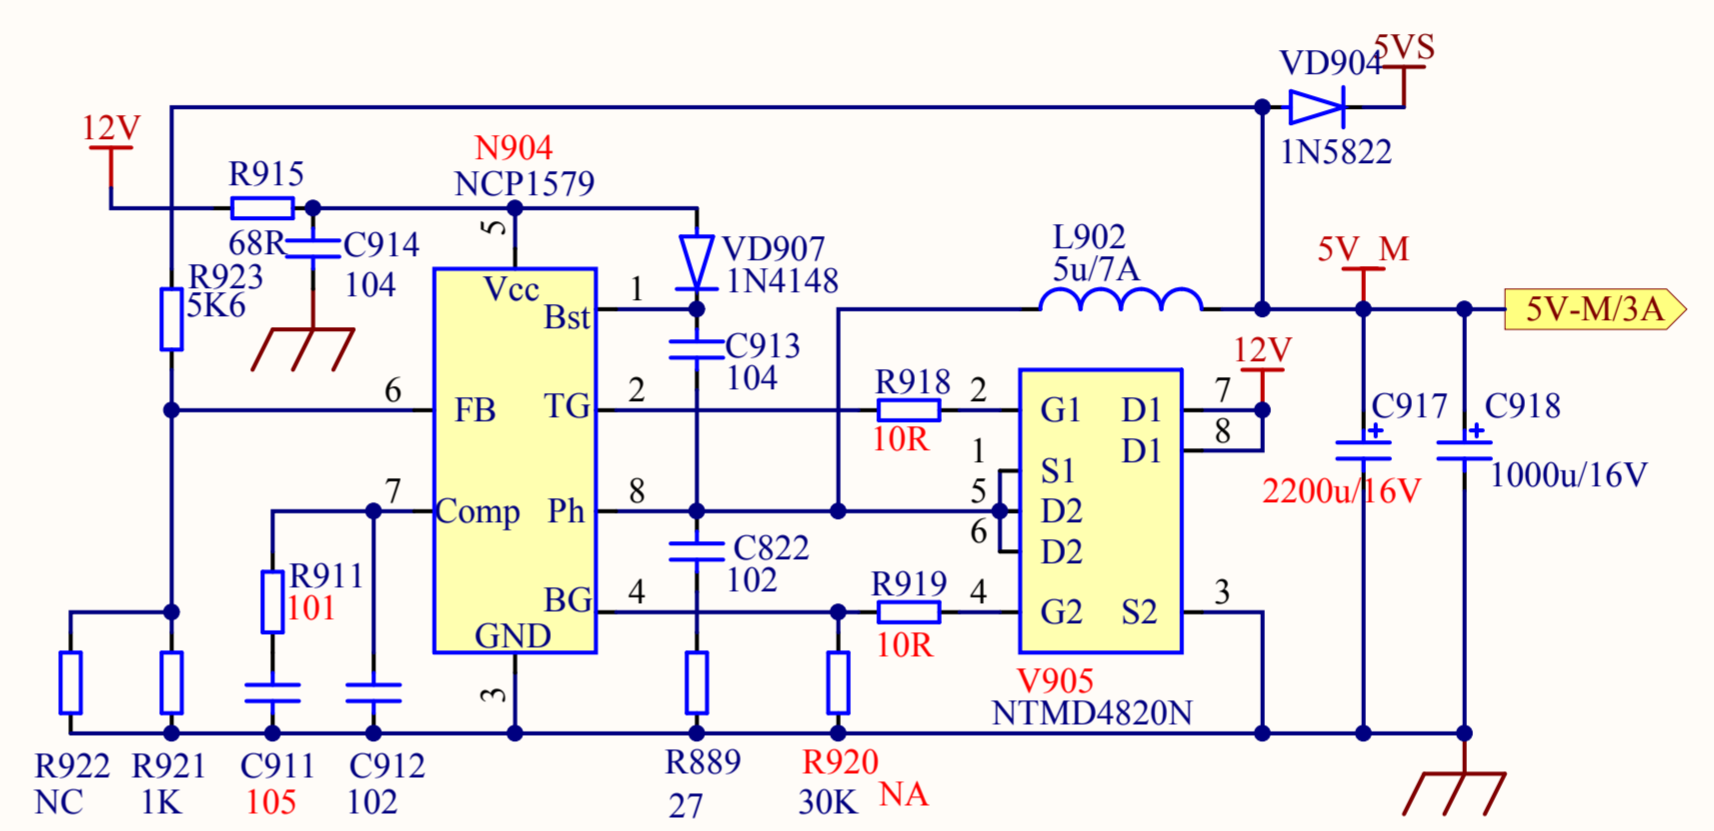 VD904
5VS
1N5822
12V
R915
68R
C914
104
N904
NCP1579
R923
5K6
5
Vcc
Bst
1
VD907
1N4148
C913
104
6
FB
TG
2
7
Comp
Ph
8
R911
101
BG
4
GND
3
C822
102
R918
10R
2
G1
D1
7
D1
8
1
S1
5
D2
6
D2
R919
10R
4
G2
S2
3
V905
NTMD4820N
L902
5u/7A
12V
5V M
5V-M/3A
C917
2200u/16V
C918
1000u/16V
R922
NC
R921
1K
C911
105
C912
102
R889
27
R920
30K
NA